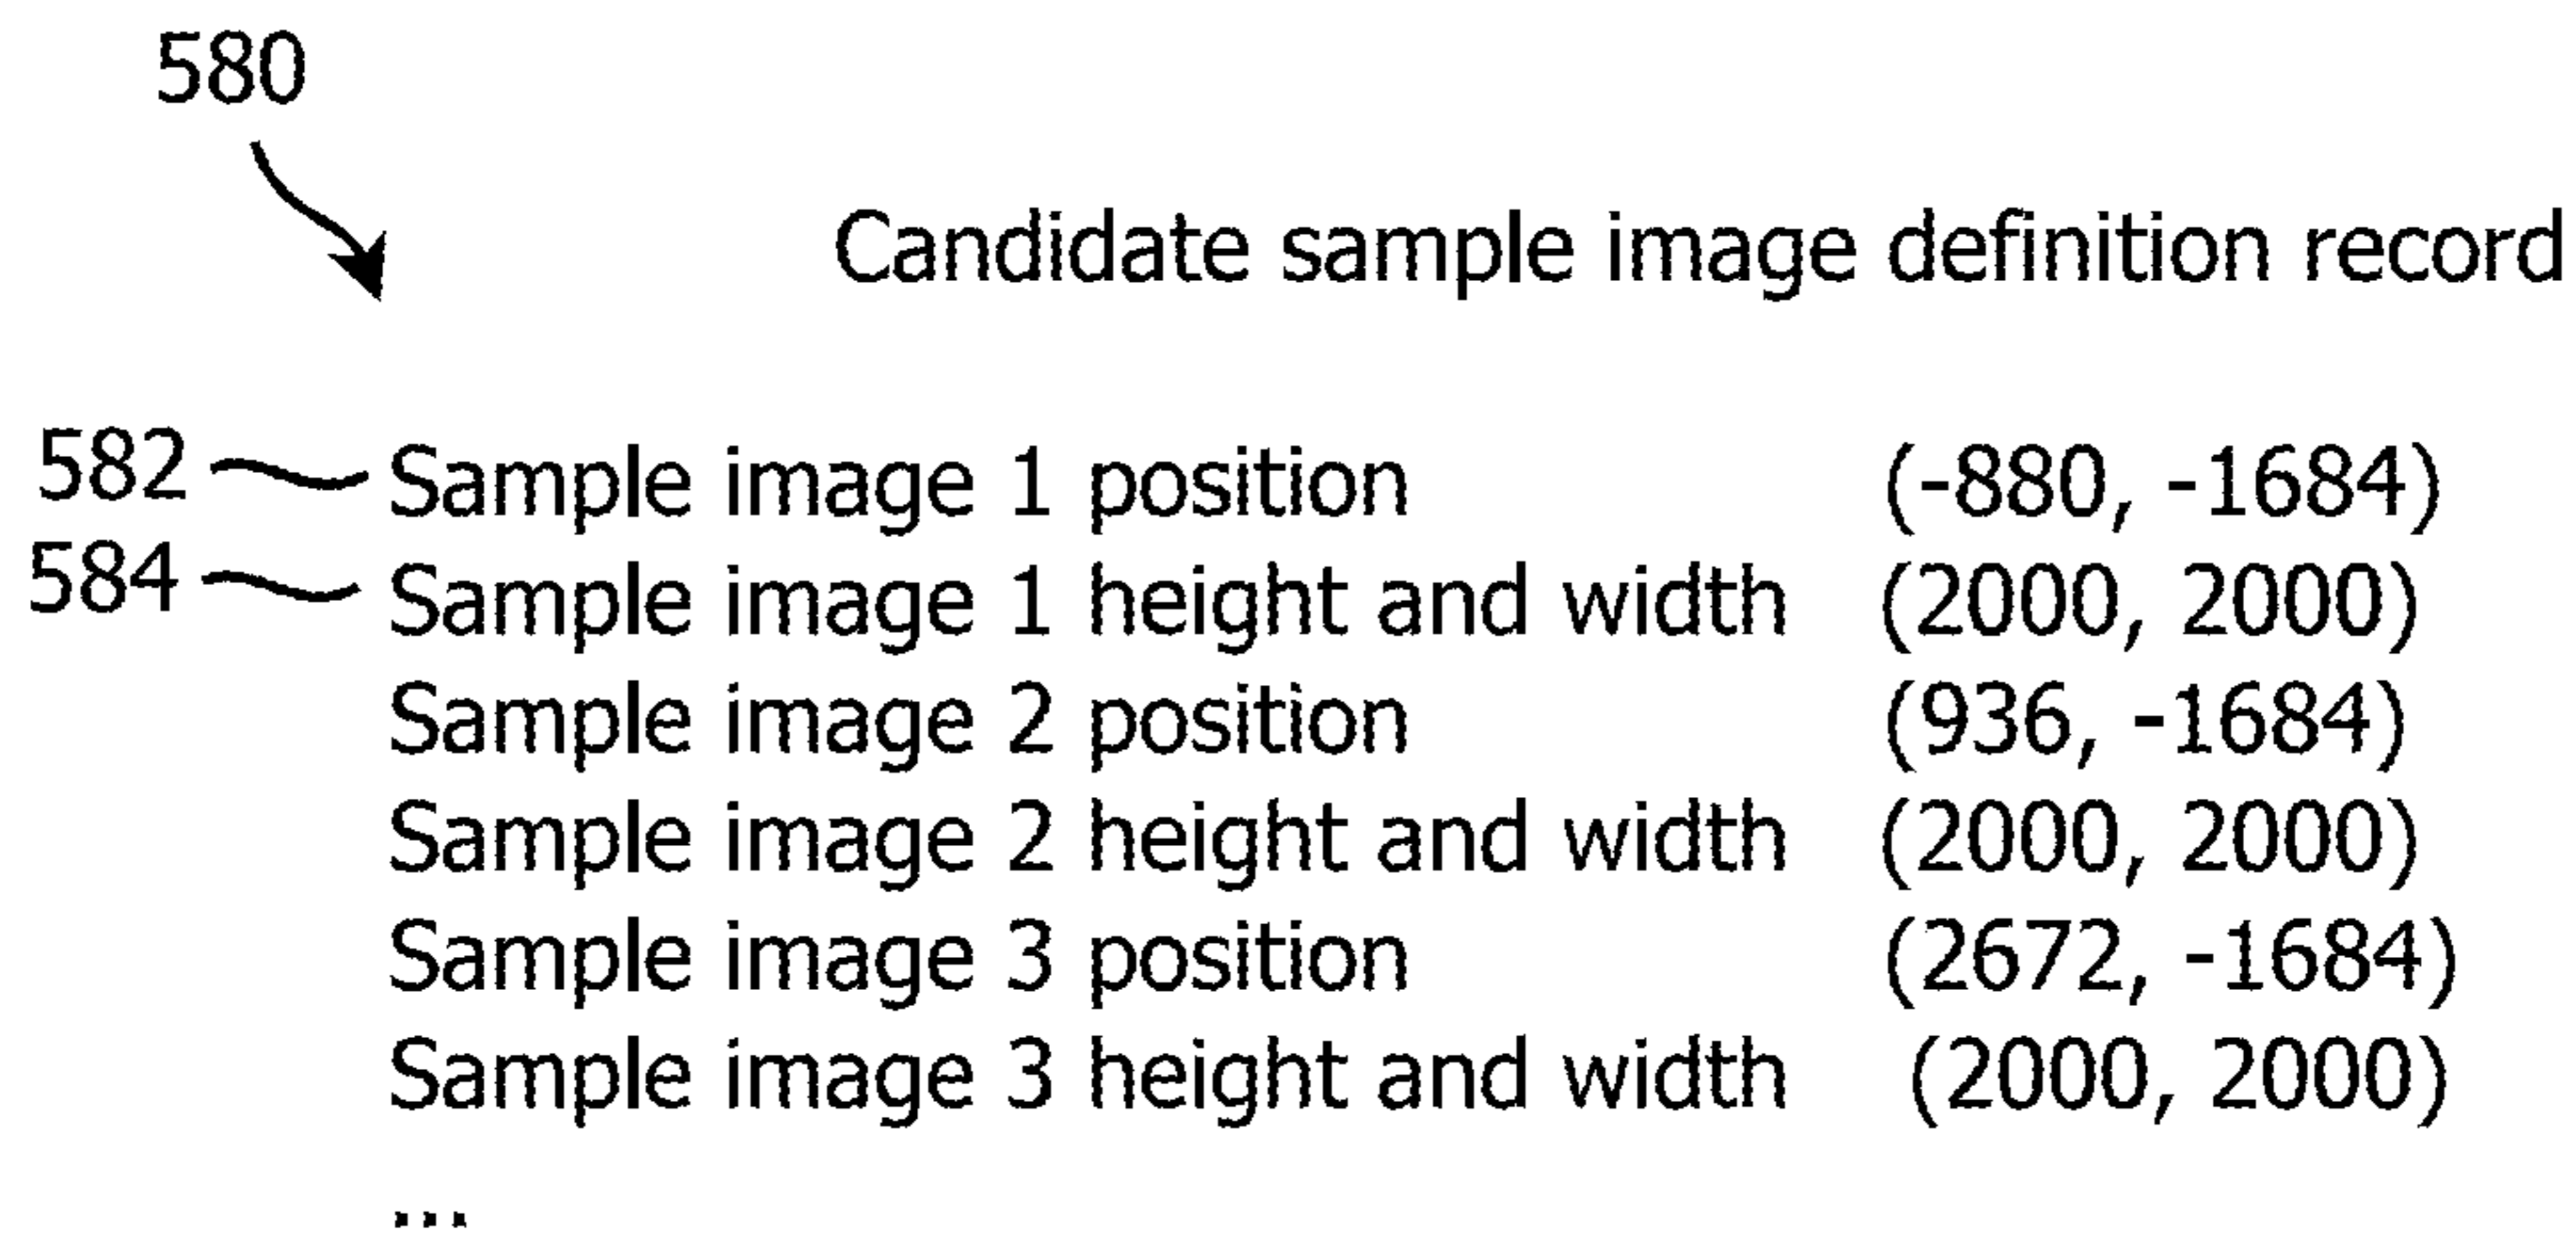 580
Candidate sample image definition record
582 Sample image 1 position (-880, -1684)
584 Sample image 1 height and width (2000, 2000)
Sample image 2 position (936, -1684)
Sample image 2 height and width (2000, 2000)
Sample image 3 position (2672, -1684)
Sample image 3 height and width (2000, 2000)
...